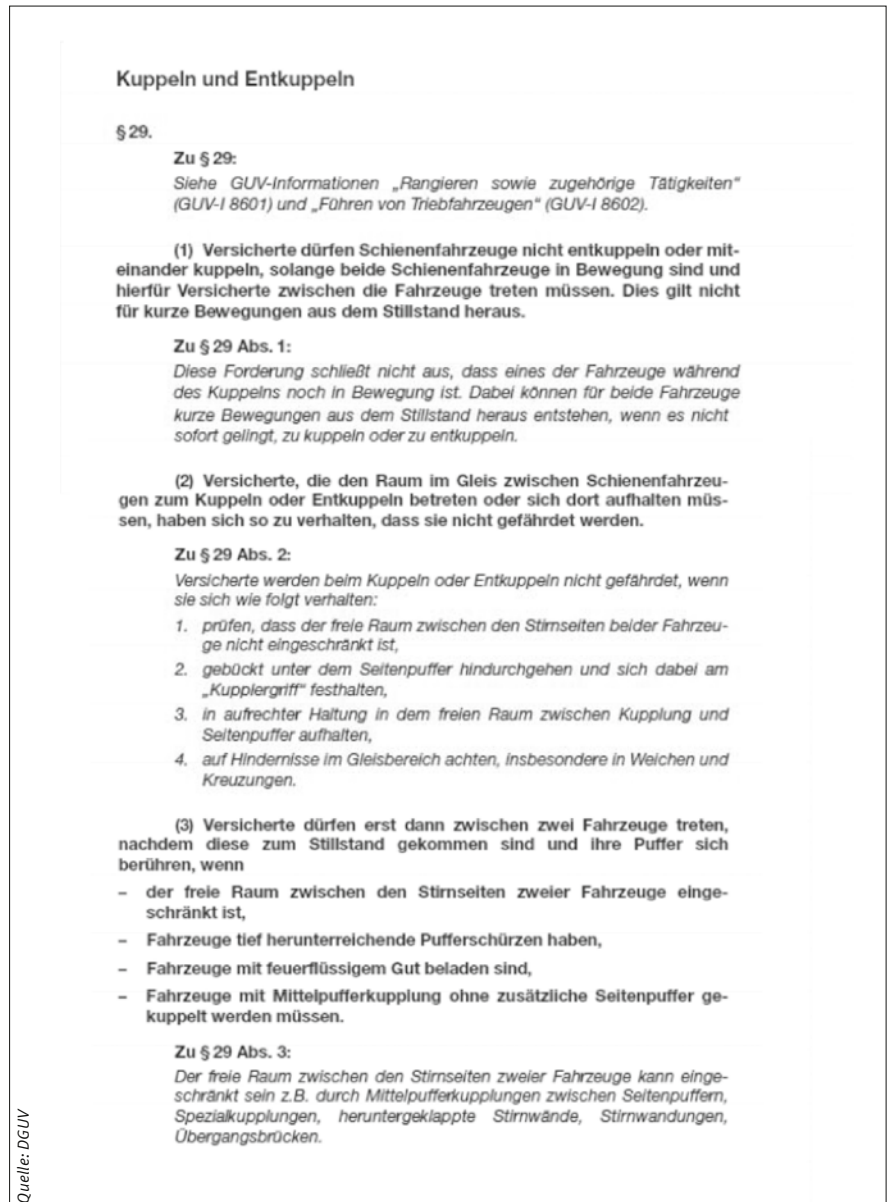 Kuppeln und Entkuppeln
§ 29.
Zu § 29:
Siehe GUV-Informationen „Rangieren sowie zugehörige Tätigkeiten“
(GUV-I 8601) und „Führen von Triebfahrzeugen“ (GUV-I 8602).
(1) Versicherte dürfen Schienenfahrzeuge nicht entkuppeln oder mit-
einander kuppeln, solange beide Schienenfahrzeuge in Bewegung sind und
hierfür Versicherte zwischen die Fahrzeuge treten müssen. Dies gilt nicht
für kurze Bewegungen aus dem Stillstand heraus.
Zu § 29 Abs. 1:
Diese Forderung schließt nicht aus, dass eines der Fahrzeuge während
des Kuppelns noch in Bewegung ist. Dabei können für beide Fahrzeuge
kurze Bewegungen aus dem Stillstand heraus entstehen, wenn es nicht
sofort gelingt, zu kuppeln oder zu entkuppeln.
(2) Versicherte, die den Raum im Gleis zwischen Schienenfahrzeu-
gen zum Kuppeln oder Entkuppeln betreten oder sich dort aufhalten müs-
sen, haben sich so zu verhalten, dass sie nicht gefährdet werden.
Zu § 29 Abs. 2:
Versicherte werden beim Kuppeln oder Entkuppeln nicht gefährdet, wenn
sie sich wie folgt verhalten:
1. prüfen, dass der freie Raum zwischen den Stirnseiten beider Fahrzeu-
ge nicht eingeschränkt ist,
2. gebückt unter dem Seitenpuffer hindurchgehen und sich dabei am
„Kupplergriff“ festhalten,
3. in aufrechter Haltung in dem freien Raum zwischen Kupplung und
Seitenpuffer aufhalten,
4. auf Hindernisse im Gleisbereich achten, insbesondere in Weichen und
Kreuzungen.
(3) Versicherte dürfen erst dann zwischen zwei Fahrzeuge treten,
nachdem diese zum Stillstand gekommen sind und ihre Puffer sich
berühren, wenn
– der freie Raum zwischen den Stirnseiten zweier Fahrzeuge einge-
schränkt ist,
– Fahrzeuge tief herunterreichende Pufferschürzen haben,
– Fahrzeuge mit feuerflüssigem Gut beladen sind,
– Fahrzeuge mit Mittelpufferkupplung ohne zusätzliche Seitenpuffer ge-
kuppelt werden müssen.
Zu § 29 Abs. 3:
Der freie Raum zwischen den Stirnseiten zweier Fahrzeuge kann einge-
schränkt sein z.B. durch Mittelpufferkupplungen zwischen Seitenpuffern,
Spezialkupplungen, heruntergeklappte Stirnwände, Stirnwandungen,
Übergangsbrücken.
Quelle: DGUV